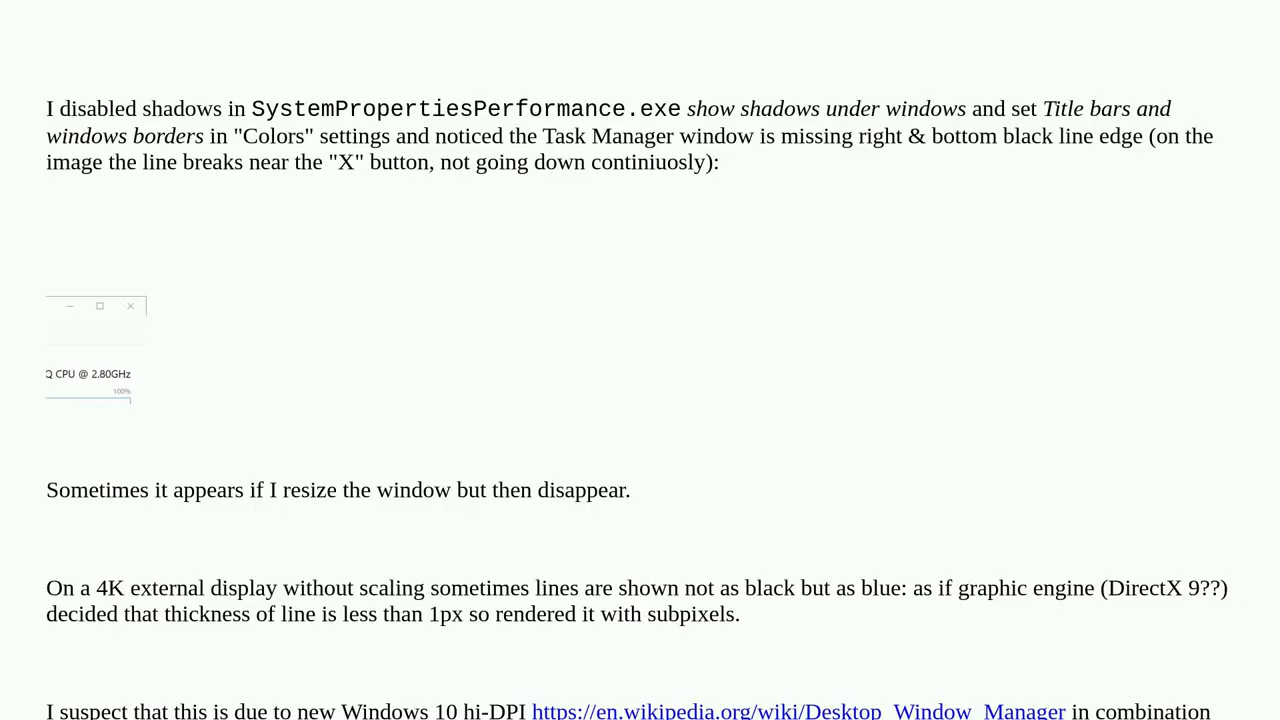 I disabled shadows in SystemPropertiesPerformance.exe show shadows under windows and set Title bars and
windows borders in "Colors" settings and noticed the Task Manager window is missing right & bottom black line edge (on the
image the line breaks near the "X" button, not going down continiuosly):
Q CPU @ 2.80GHz
100%
Sometimes it appears if I resize the window but then disappear.
On a 4K external display without scaling sometimes lines are shown not as black but as blue: as if graphic engine (DirectX 9??)
decided that thickness of line is less than 1px so rendered it with subpixels.
I suspect that this is due to new Windows 10 hi-DPI https://en.wikipedia.org/wiki/Desktop_Window_Manager in combination